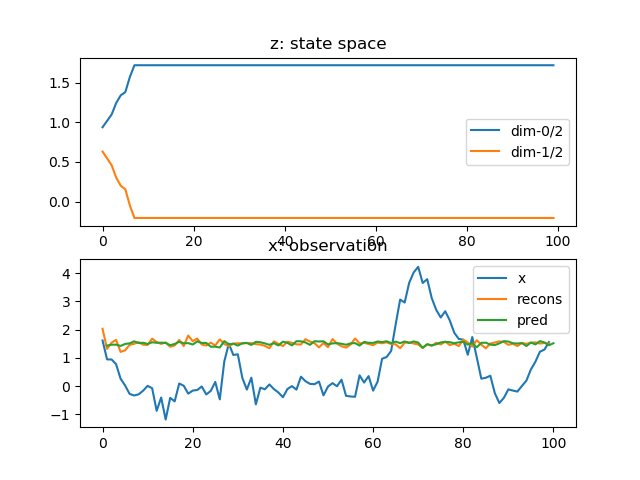 z: state space
1.5
1.0
0.5
0.0
dim-0/2
dim-1/2
0 20 40 60 80 100
x: observation
4
3
2
1
0
−1
x
recons
pred
0 20 40 60 80 100